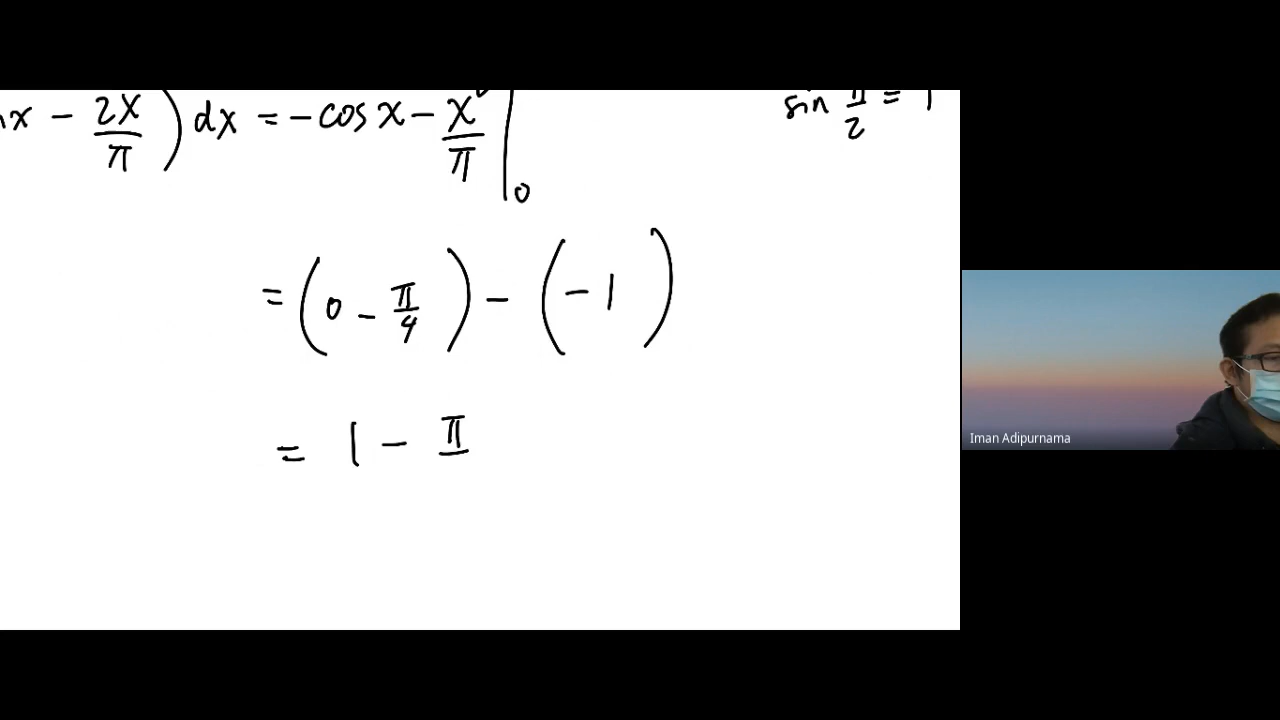 x - 2x/π ) dx = - cos x - x/π |₀
sin π/2 = 1
= ( 0 - π/4 ) - ( -1 )
= 1 - π
Iman Adipurnama